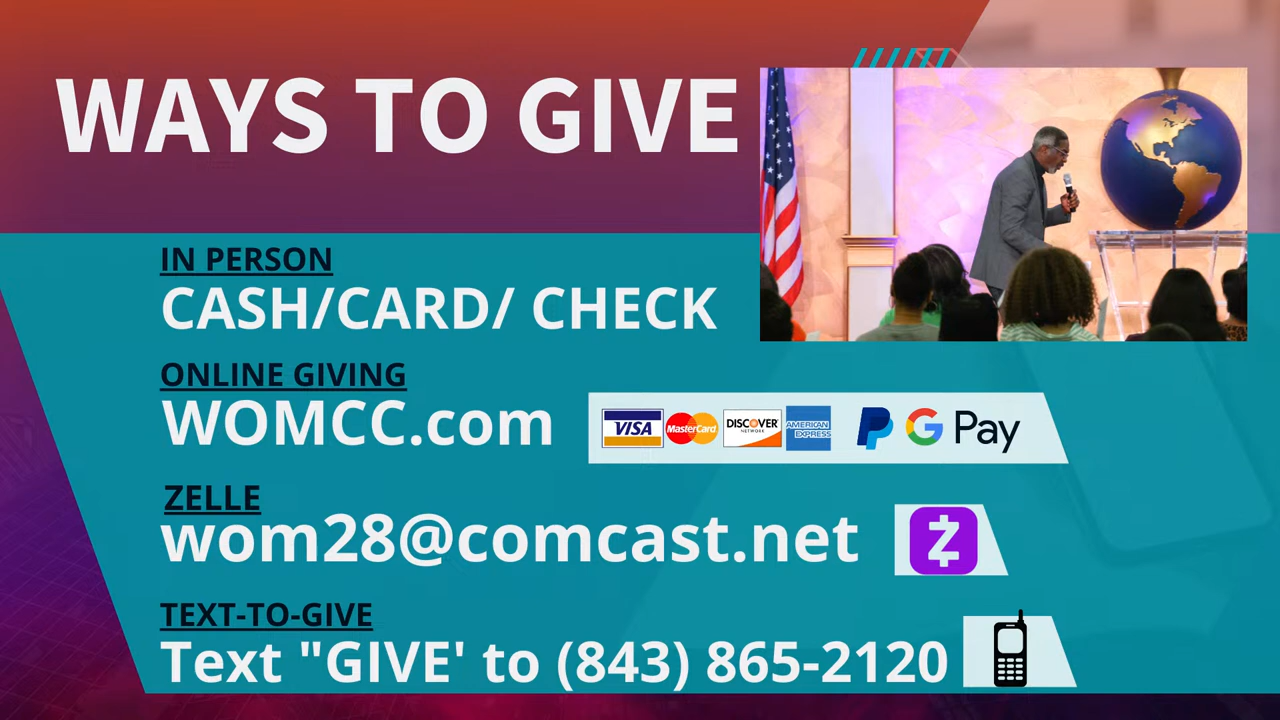 WAYS TO GIVE
IN PERSON
CASH/CARD/ CHECK
ONLINE GIVING
WOMCC.com
VISA MasterCard DISCOVER NETWORK AMERICAN EXPRESS G Pay
ZELLE
wom28@comcast.net
TEXT-TO-GIVE
Text "GIVE' to (843) 865-2120